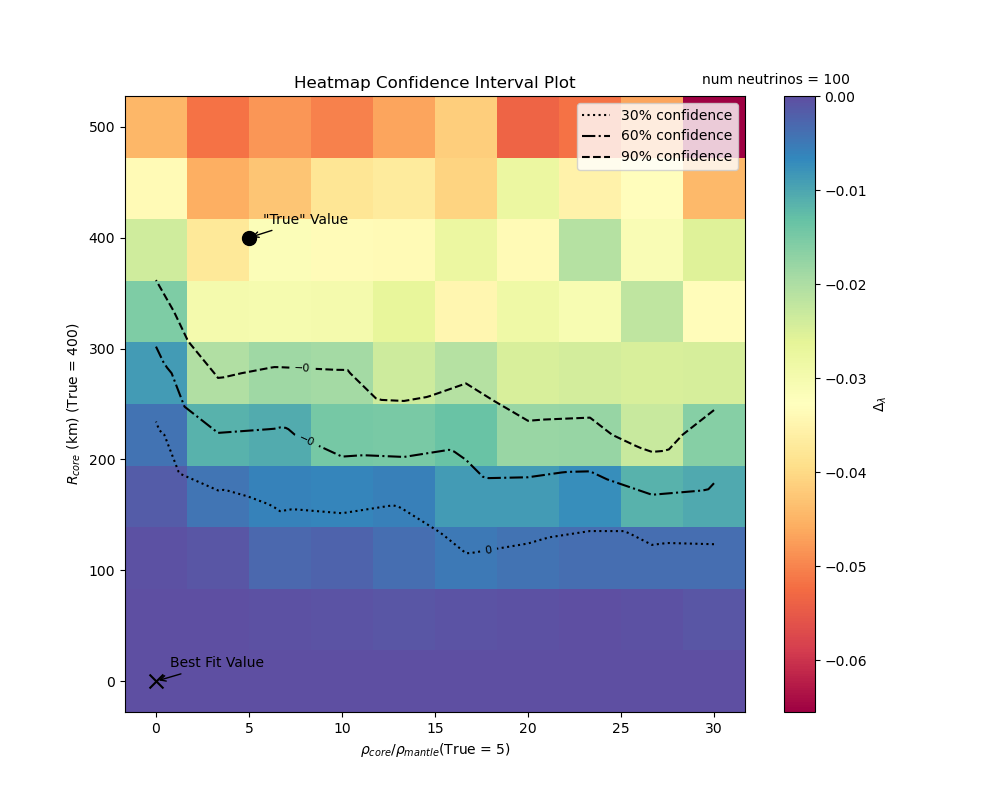 num neutrinos = 100
Heatmap Confidence Interval Plot
30% confidence
60% confidence
90% confidence
"True" Value
Best Fit Value
−0
−0
0
500
400
300
200
100
0
R_core (km) (True = 400)
0 5 10 15 20 25 30
ρ_core/ρ_mantle(True = 5)
0.00
−0.01
−0.02
−0.03
−0.04
−0.05
−0.06
Δ_λ